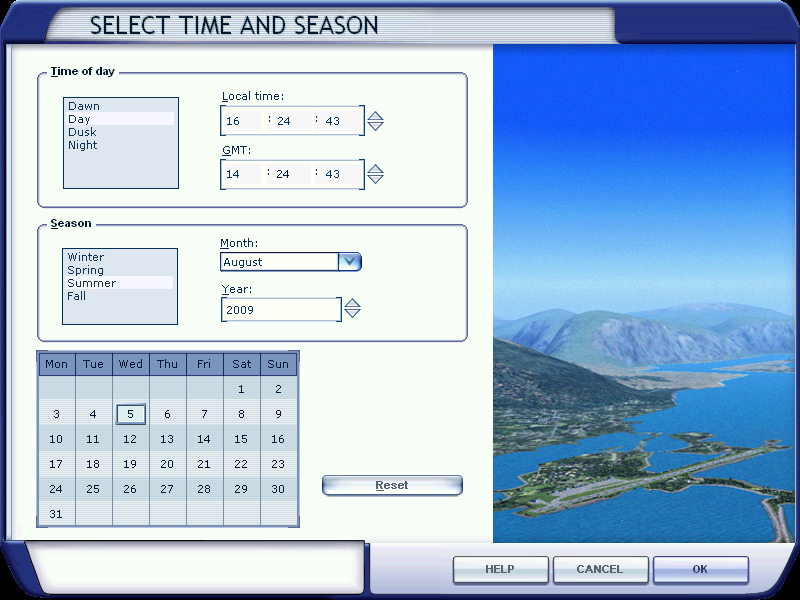 SELECT TIME AND SEASON
Time of day
Dawn
Day
Dusk
Night
Local time:
16 : 24 : 43
GMT:
14 : 24 : 43
Season
Winter
Spring
Summer
Fall
Month:
August
Year:
2009
Mon Tue Wed Thu Fri Sat Sun
1 2
3 4 5 6 7 8 9
10 11 12 13 14 15 16
17 18 19 20 21 22 23
24 25 26 27 28 29 30
31
Reset
HELP CANCEL OK